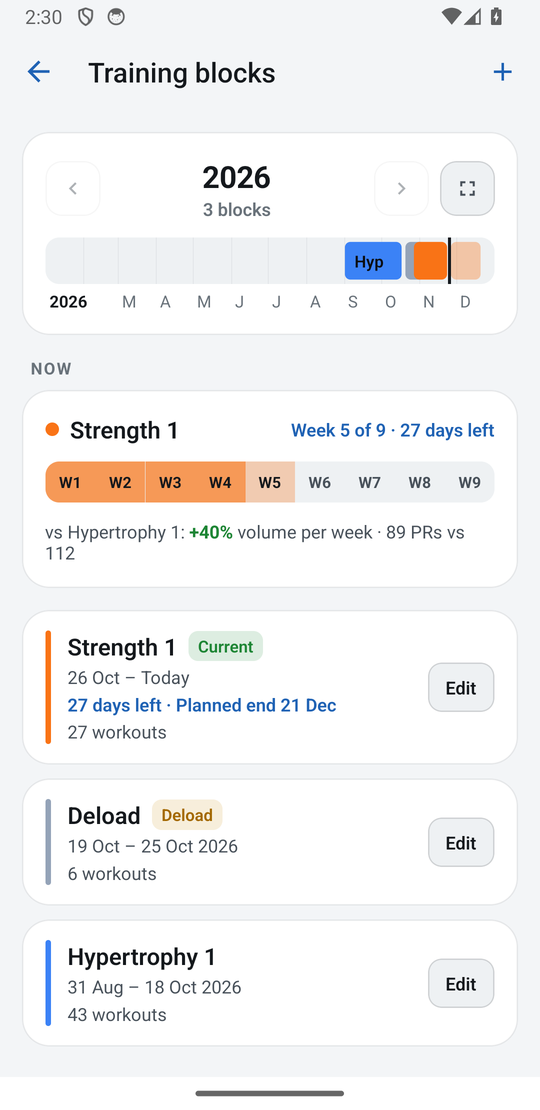 2:30
Training blocks
2026
3 blocks
Hyp
2026 M A M J J A S O N D
NOW
Strength 1 Week 5 of 9 · 27 days left
W1 W2 W3 W4 W5 W6 W7 W8 W9
vs Hypertrophy 1: +40% volume per week · 89 PRs vs
112
Strength 1 Current
26 Oct – Today
27 days left · Planned end 21 Dec
27 workouts
Edit
Deload Deload
19 Oct – 25 Oct 2026
6 workouts
Edit
Hypertrophy 1
31 Aug – 18 Oct 2026
43 workouts
Edit